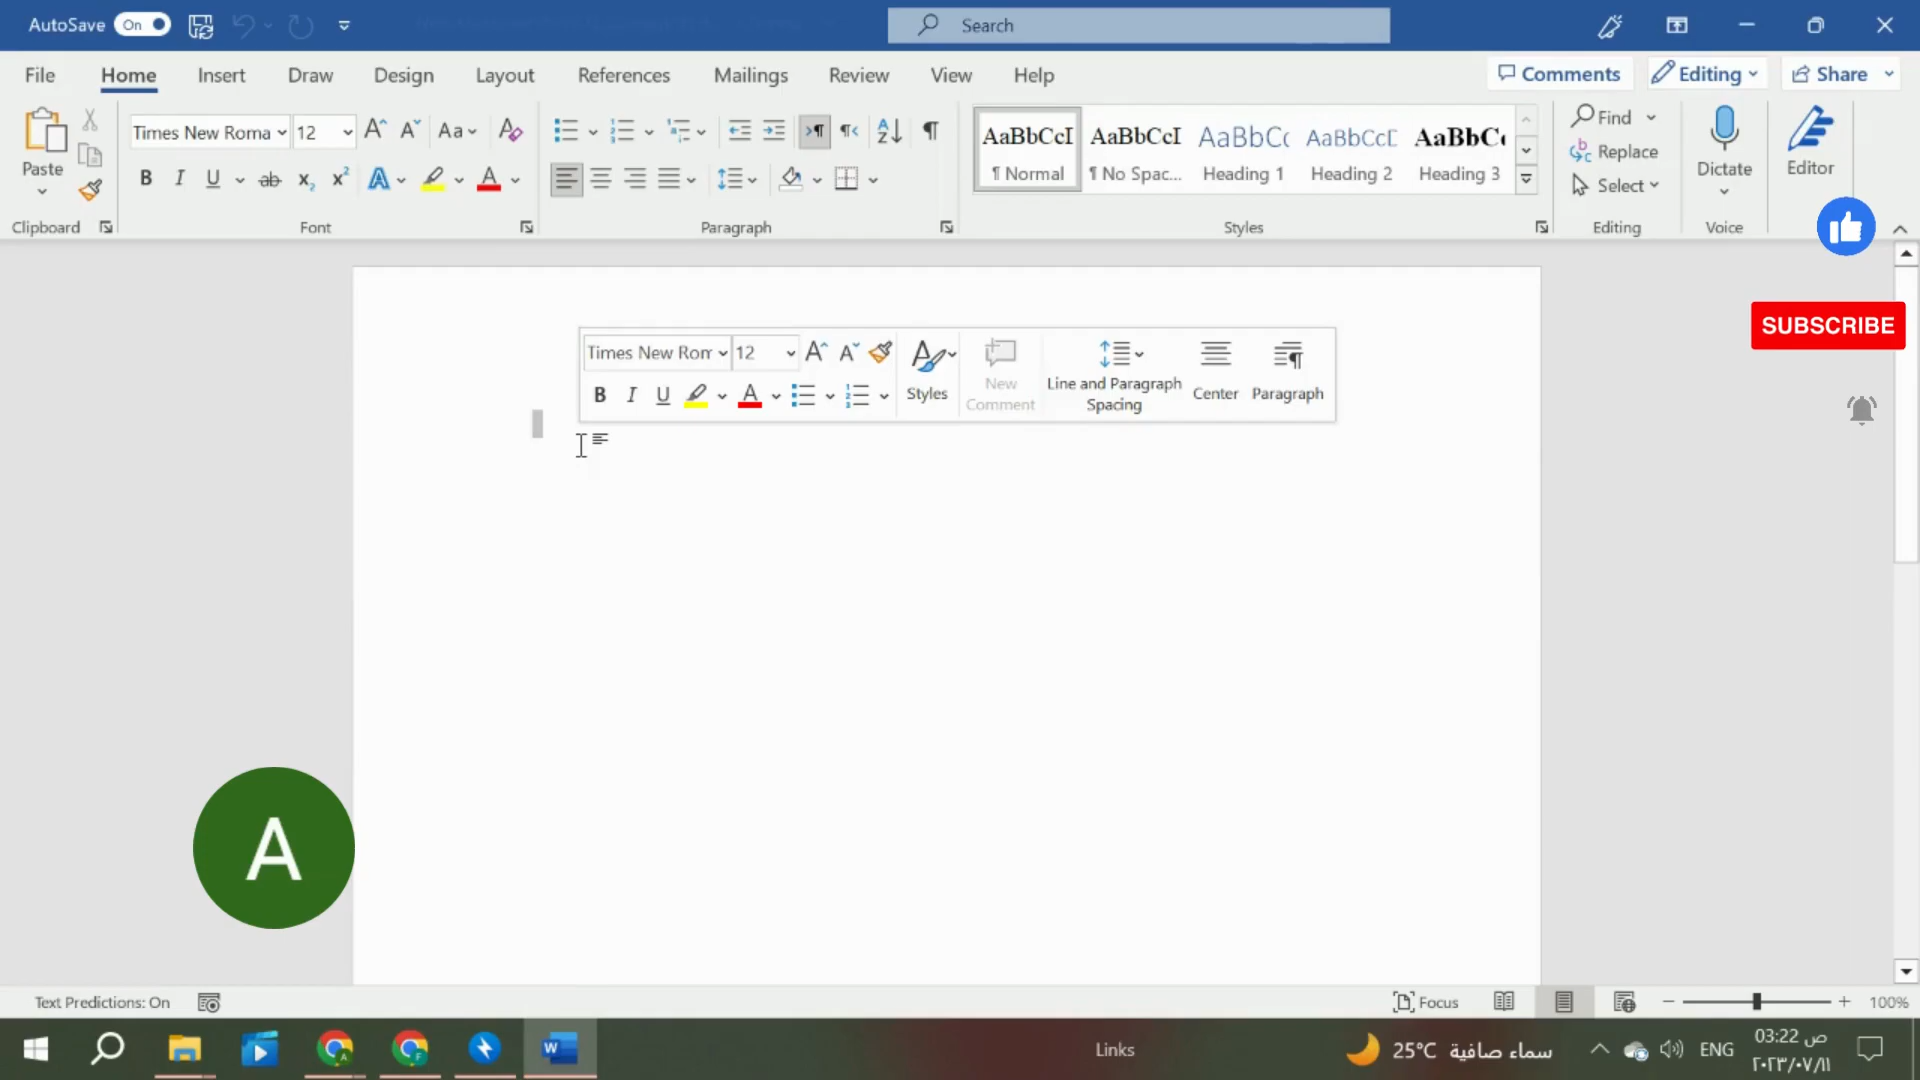 AutoSave On Search
File Home Insert Draw Design Layout References Mailings Review View Help Comments Editing Share
Paste Times New Roma 12 Aa
B I U ab
AaBbCcI AaBbCcI AaBbCc AaBbCcD AaBbC
¶ Normal ¶ No Spac... Heading 1 Heading 2 Heading 3
Find
Replace
Select
Dictate Editor
Clipboard Font Paragraph Styles Editing Voice
Times New Ror 12
B I U A
Styles New Comment Line and Paragraph Spacing Center Paragraph
SUBSCRIBE
A
Text Predictions: On Focus 100%
Links 25°C سماء صافية ENG 03:22 ص
٢٠٢٣/٠٧/١١